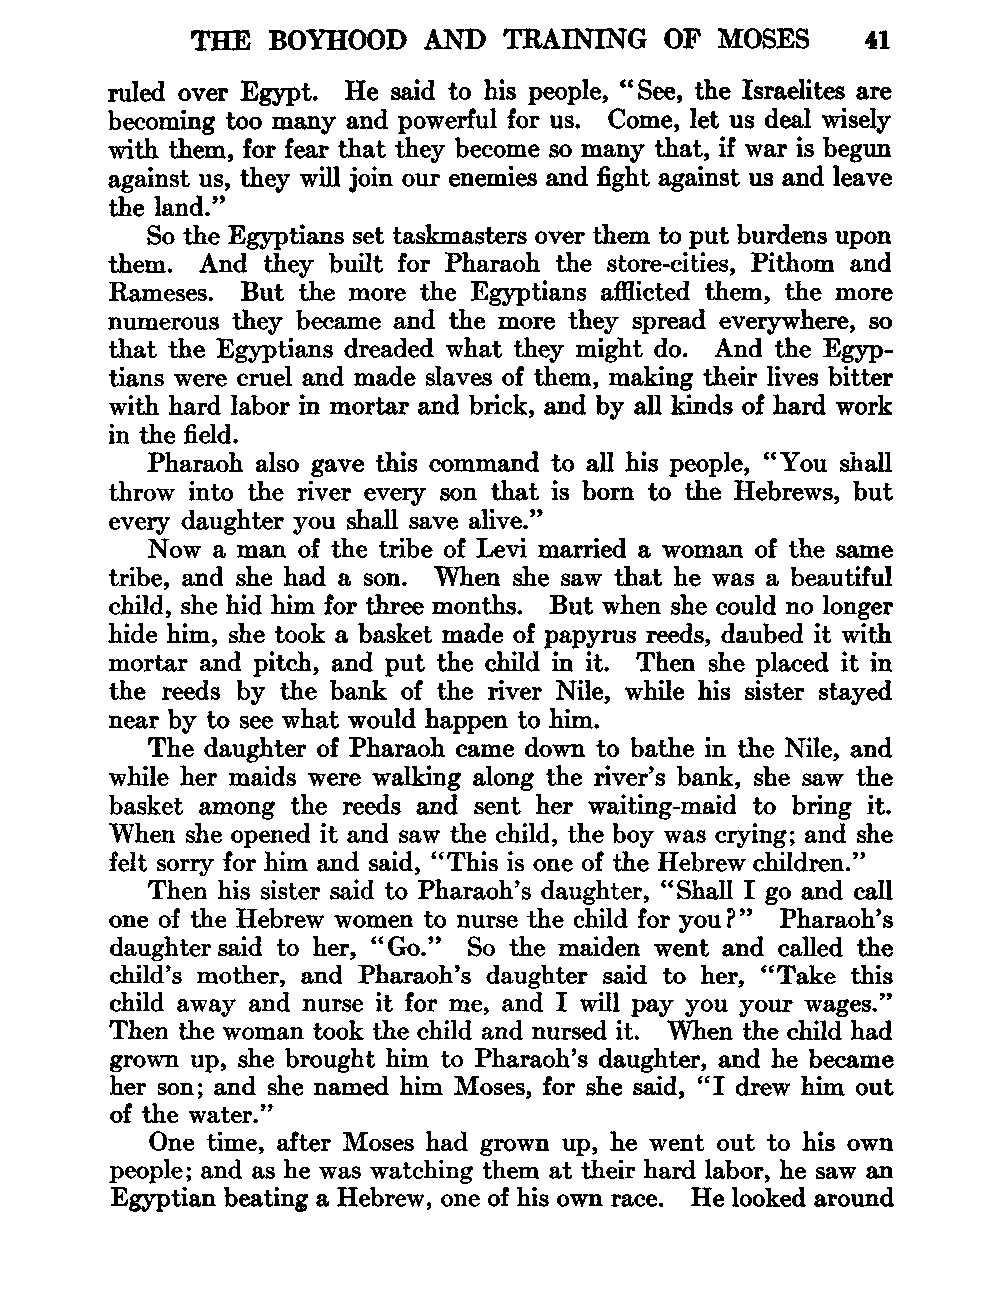 THE BOYHOOD AND TRAINING OF MOSES 41
ruled over Egypt. He said to his people, “See, the Israelites are
becoming too many and powerful for us. Come, let us deal wisely
with them, for fear that they become so many that, if war is begun
against us, they will join our enemies and fight against us and leave
the land.”
So the Egyptians set taskmasters over them to put burdens upon
them. And they built for Pharaoh the store-cities, Pithom and
Rameses. But the more the Egyptians afflicted them, the more
numerous they became and the more they spread everywhere, so
that the Egyptians dreaded what they might do. And the Egyp-
tians were cruel and made slaves of them, making their lives bitter
with hard labor in mortar and brick, and by all kinds of hard work
in the field.
Pharaoh also gave this command to all his people, “You shall
throw into the river every son that is born to the Hebrews, but
every daughter you shall save alive.”
Now a man of the tribe of Levi married a woman of the same
tribe, and she had a son. When she saw that he was a beautiful
child, she hid him for three months. But when she could no longer
hide him, she took a basket made of papyrus reeds, daubed it with
mortar and pitch, and put the child in it. Then she placed it in
the reeds by the bank of the river Nile, while his sister stayed
near by to see what would happen to him.
The daughter of Pharaoh came down to bathe in the Nile, and
while her maids were walking along the river’s bank, she saw the
basket among the reeds and sent her waiting-maid to bring it.
When she opened it and saw the child, the boy was crying; and she
felt sorry for him and said, “This is one of the Hebrew children.”
Then his sister said to Pharaoh’s daughter, “Shall I go and call
one of the Hebrew women to nurse the child for you?” Pharaoh’s
daughter said to her, “Go.” So the maiden went and called the
child’s mother, and Pharaoh’s daughter said to her, “Take this
child away and nurse it for me, and I will pay you your wages.”
Then the woman took the child and nursed it. When the child had
grown up, she brought him to Pharaoh’s daughter, and he became
her son; and she named him Moses, for she said, “I drew him out
of the water.”
One time, after Moses had grown up, he went out to his own
people; and as he was watching them at their hard labor, he saw an
Egyptian beating a Hebrew, one of his own race. He looked around